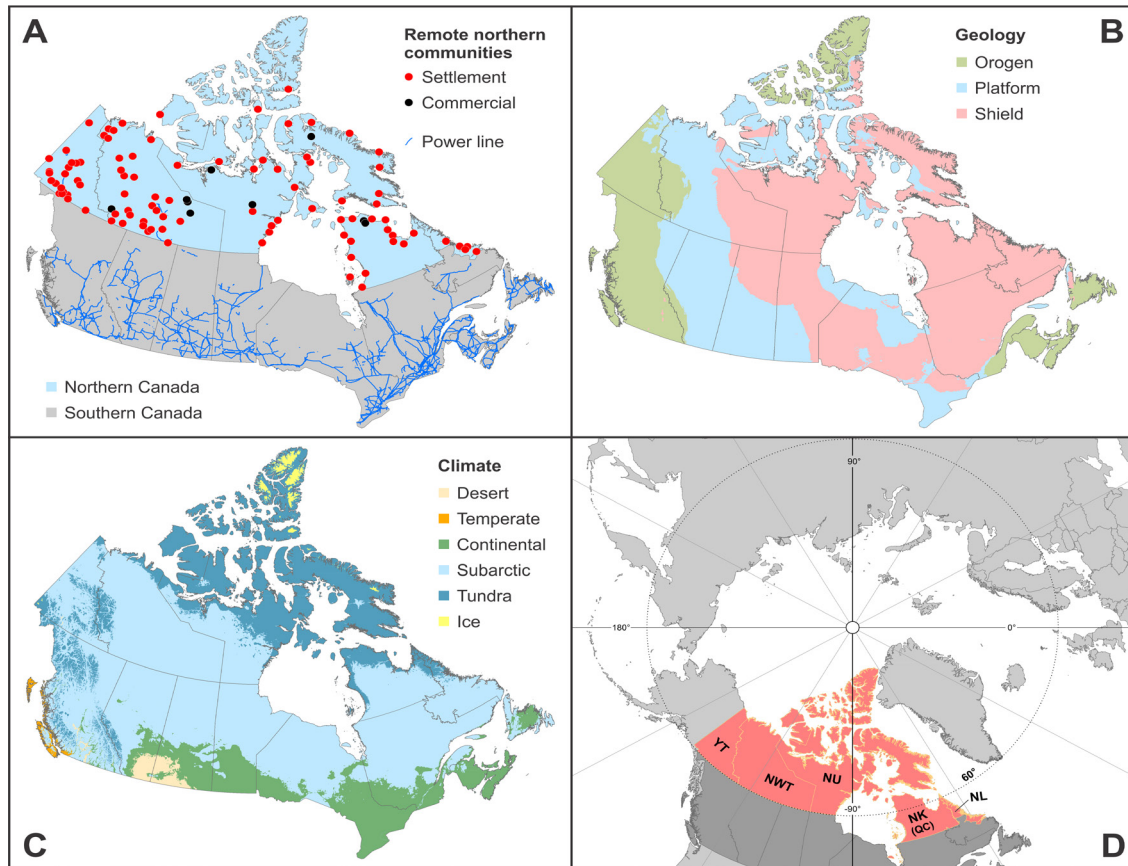 A
Remote northern
communities
Settlement
Commercial
Power line
Northern Canada
Southern Canada
B
Geology
Orogen
Platform
Shield
Climate
Desert
Temperate
Continental
Subarctic
Tundra
Ice
C
90°
180°
0°
60°
-90°
YT
NWT
NU
NK
(QC)
NL
D